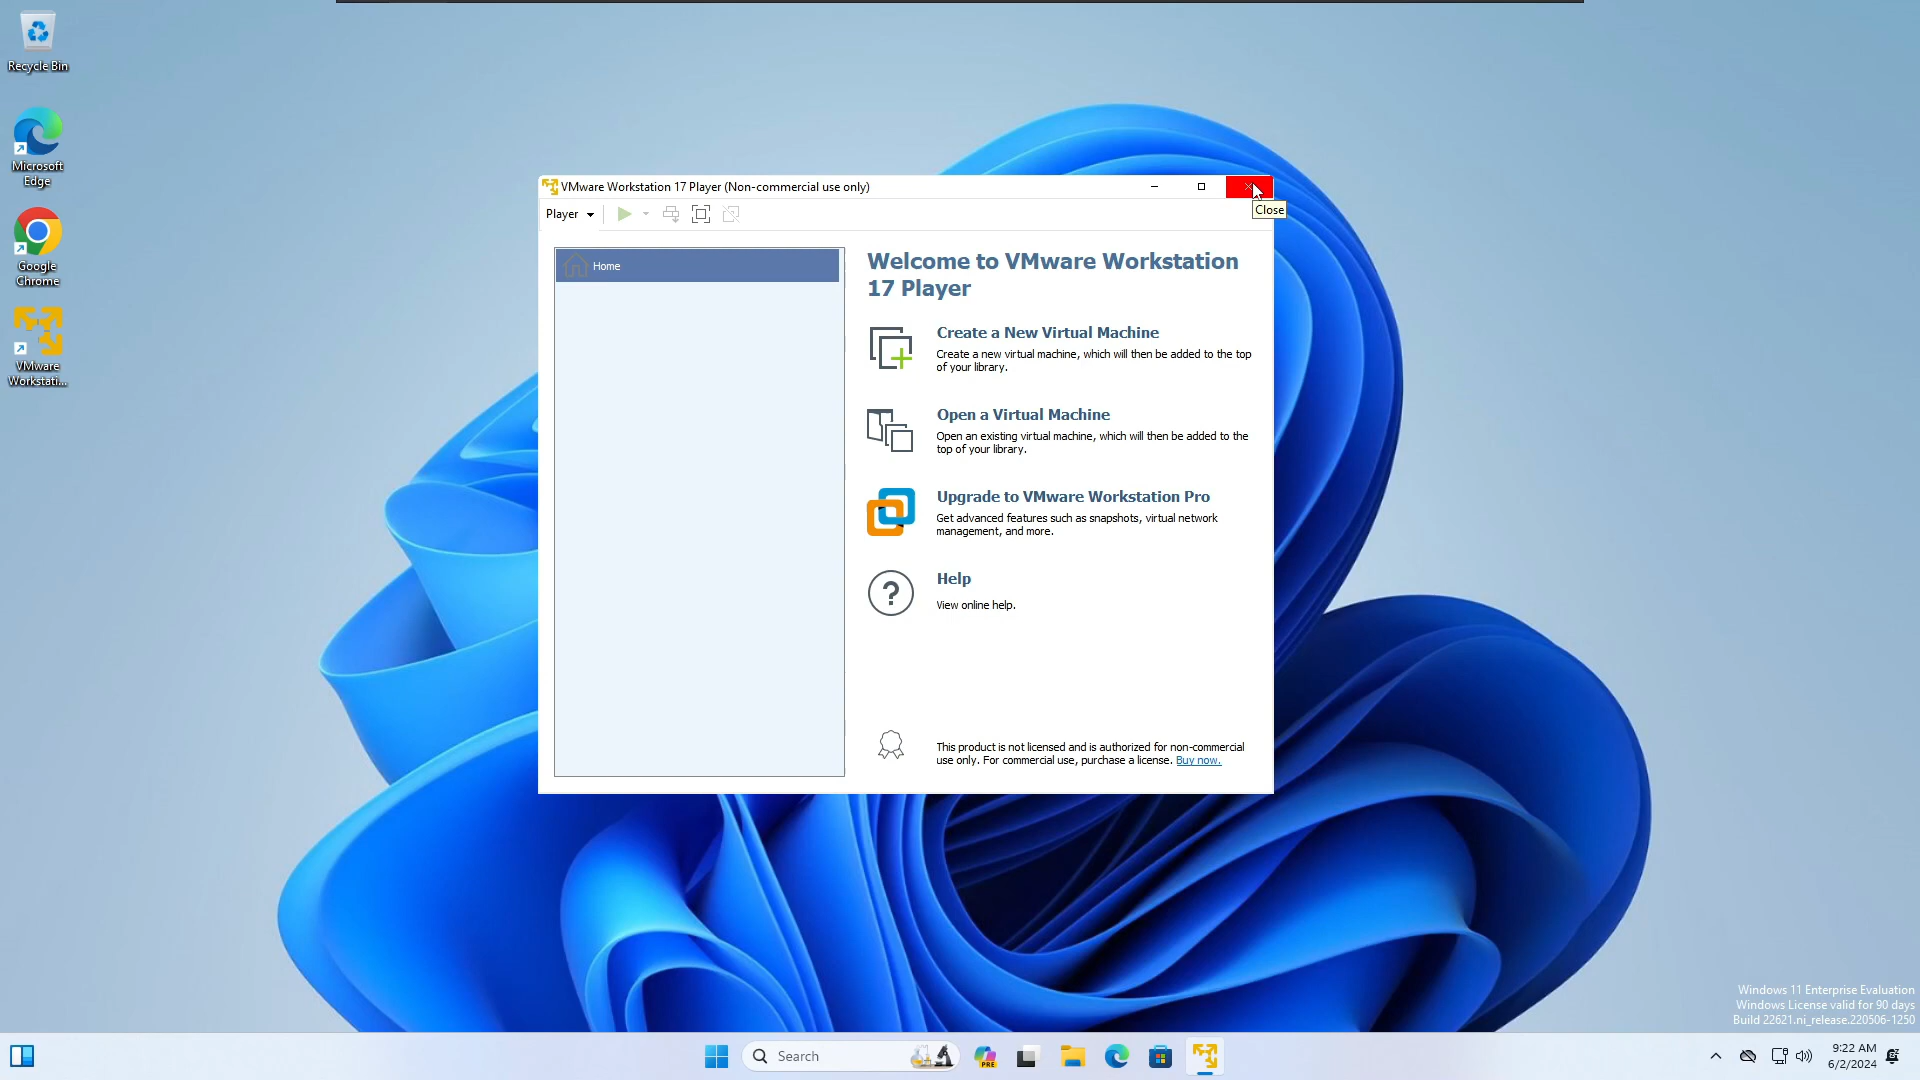 Recycle Bin
Microsoft
Edge
Google
Chrome
VMware
Workstati...
VMware Workstation 17 Player (Non-commercial use only)
Close
Player
Home
Welcome to VMware Workstation
17 Player
Create a New Virtual Machine
Create a new virtual machine, which will then be added to the top
of your library.
Open a Virtual Machine
Open an existing virtual machine, which will then be added to the
top of your library.
Upgrade to VMware Workstation Pro
Get advanced features such as snapshots, virtual network
management, and more.
Help
View online help.
This product is not licensed and is authorized for non-commercial
use only. For commercial use, purchase a license. Buy now.
Windows 11 Enterprise Evaluation
Windows License valid for 90 days
Build 22621.ni_release.220506-1250
Search
PRE
9:22 AM
6/2/2024